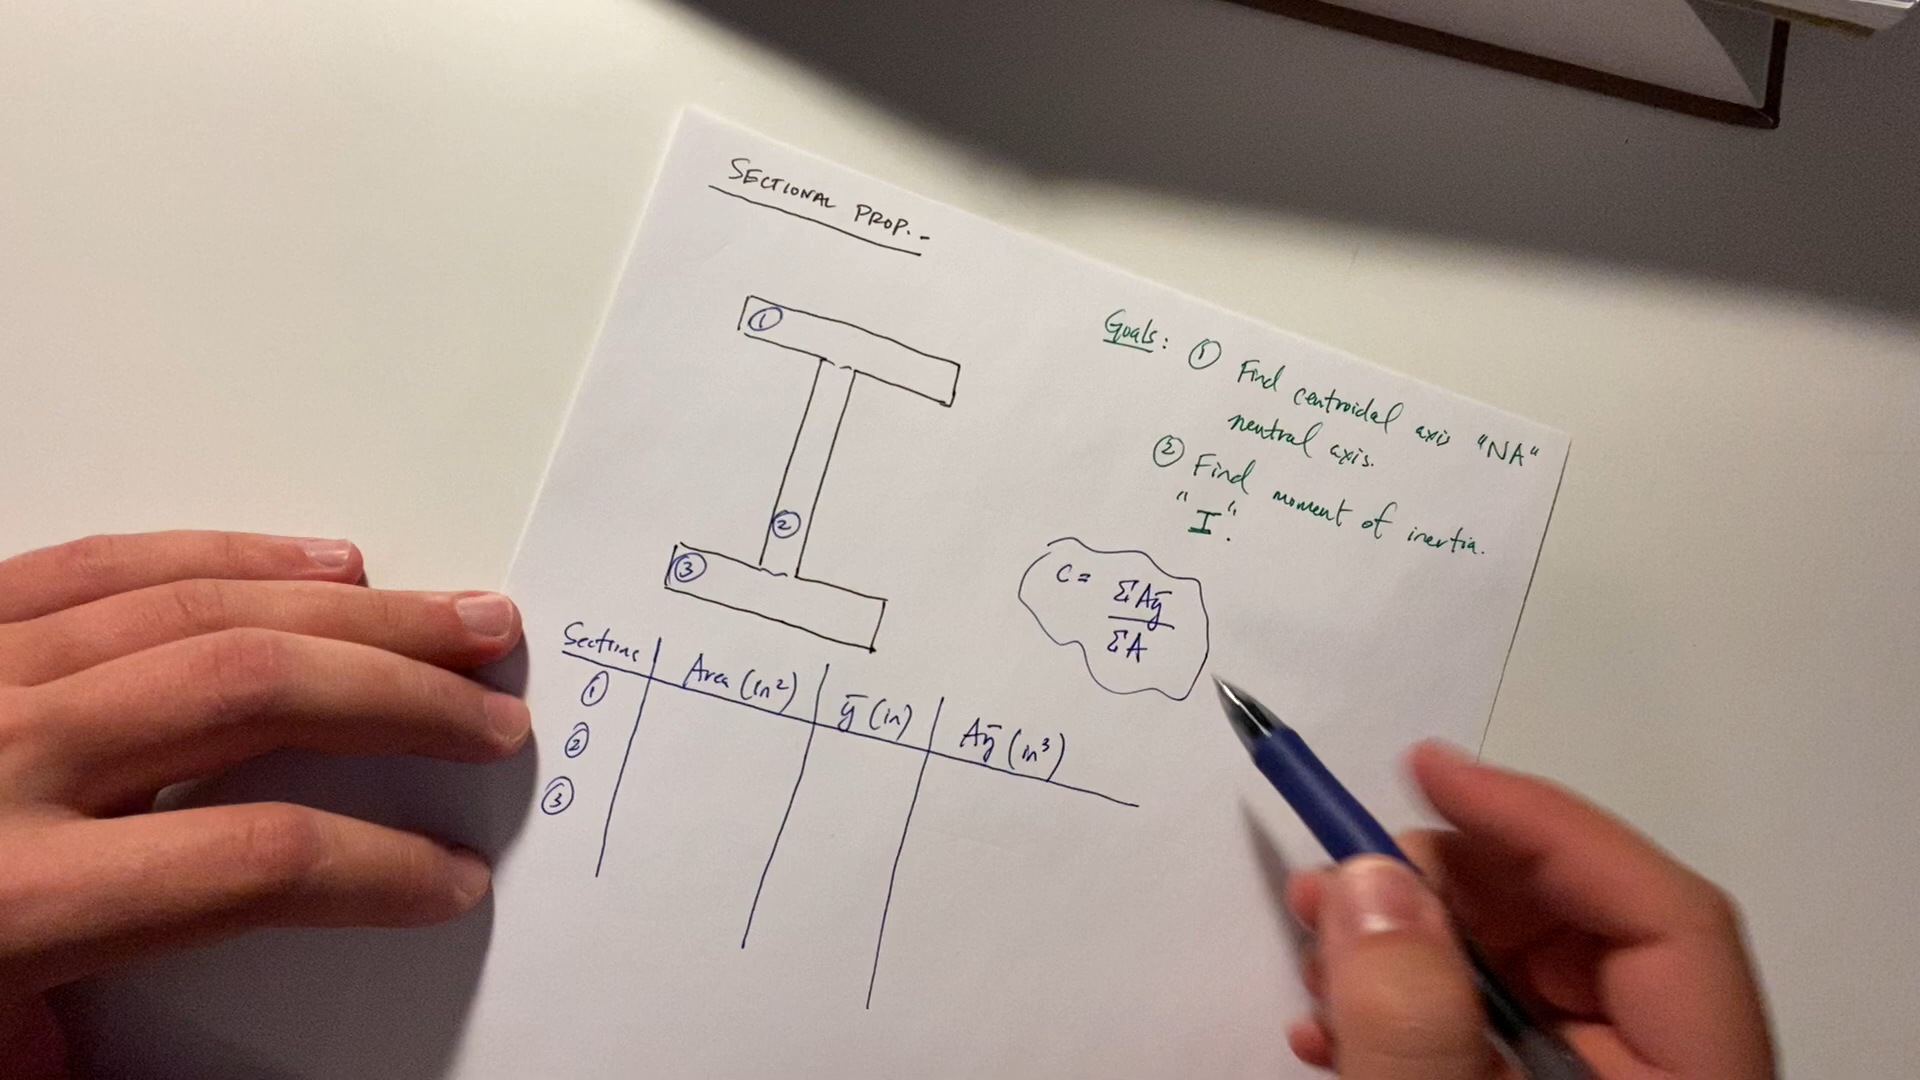 SECTIONAL PROP.-
①
②
③
Goals: ① Find centroidal axis "NA"
neutral axis.
② Find moment of inertia.
"I".
C = ΣAȳ
ΣA
Sections Area (in²) ȳ (in) Aȳ (in³)
①
②
③